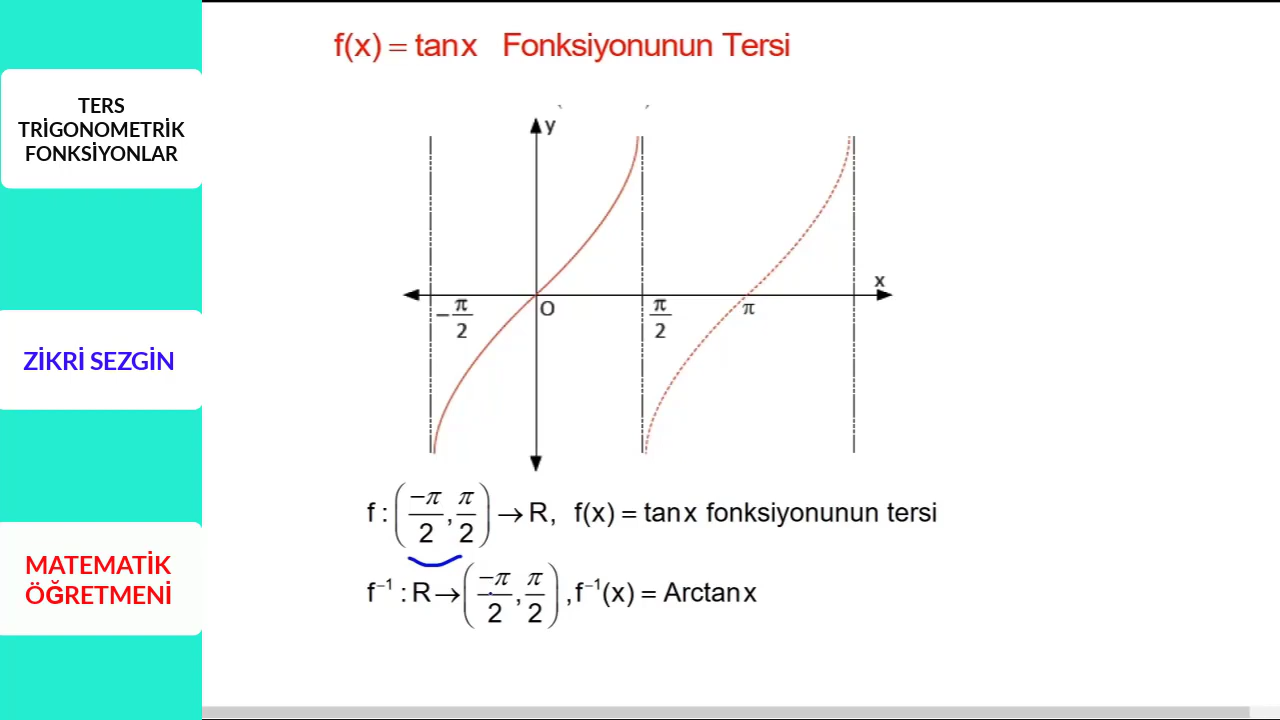 TERS
TRİGONOMETRİK
FONKSİYONLAR
ZİKRİ SEZGİN
MATEMATİK
ÖĞRETMENİ
f(x) = tanx Fonksiyonunun Tersi
y
x
-π/2
O
π/2
π
f : (-π/2, π/2) → R, f(x) = tanx fonksiyonunun tersi
f⁻¹ : R → (-π/2, π/2), f⁻¹(x) = Arctanx